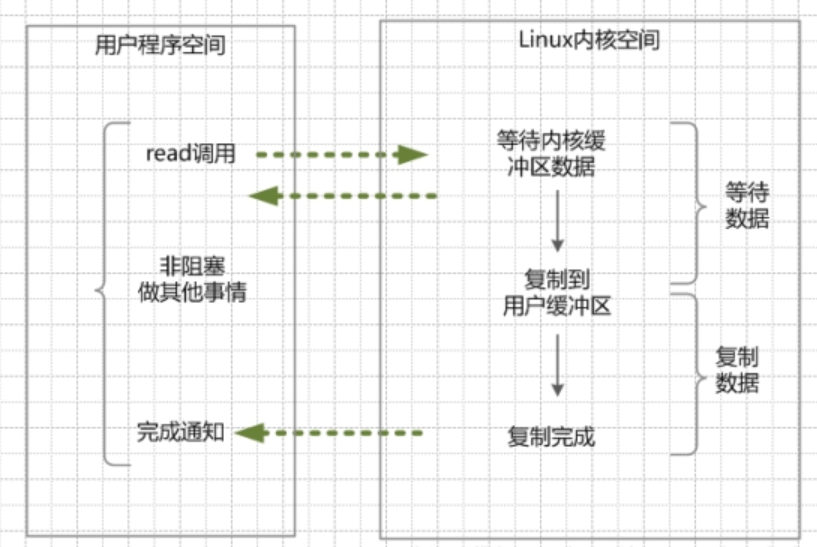 用户程序空间
Linux内核空间
read调用
等待内核缓
冲区数据
等待
数据
非阻塞
做其他事情
复制到
用户缓冲区
复制
数据
完成通知
复制完成